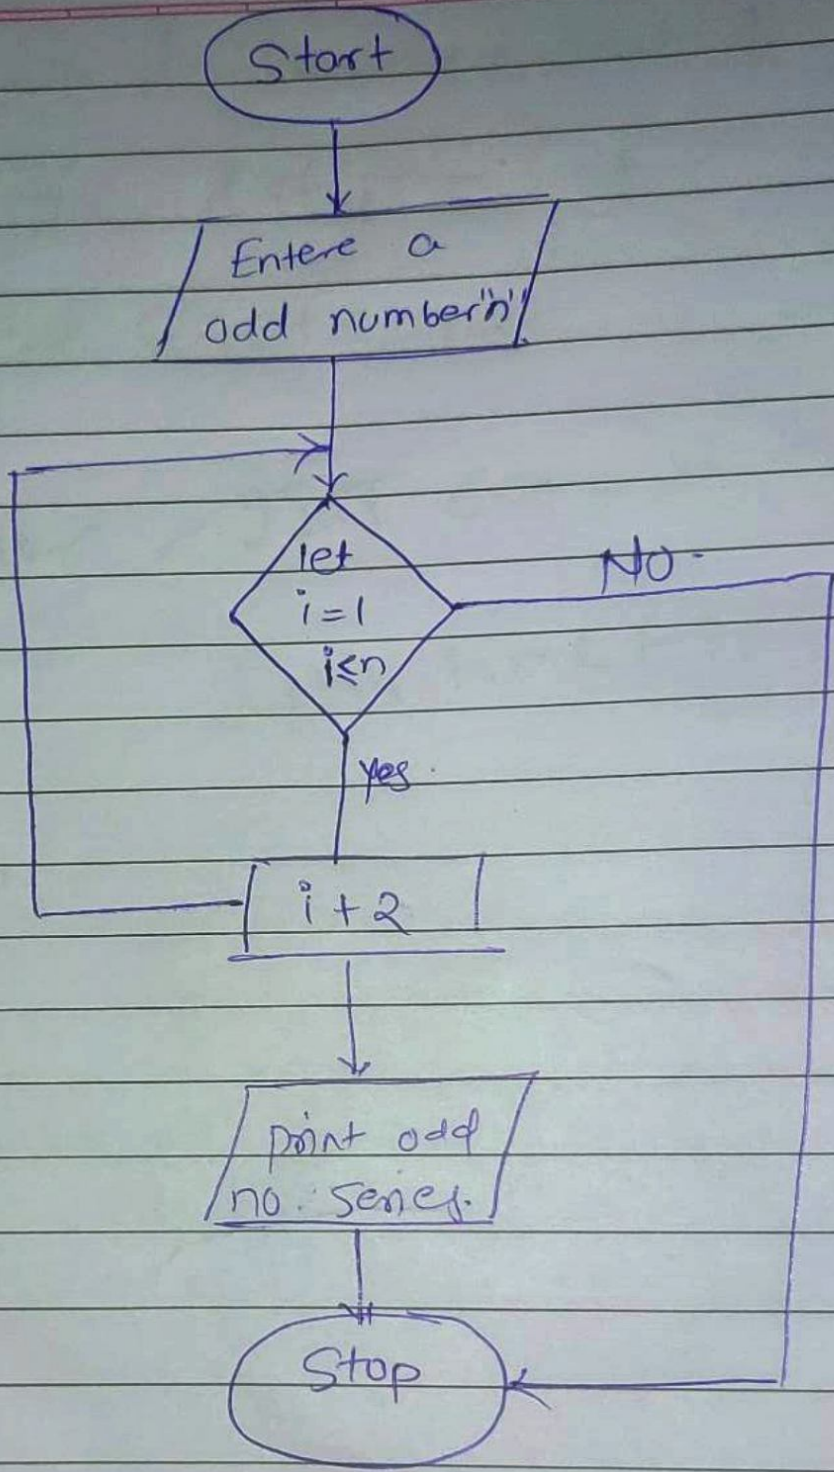 Start
Entere a
odd number"n"
let
i=1
i≤n
No
yes
i+2
print odd
no. series.
Stop